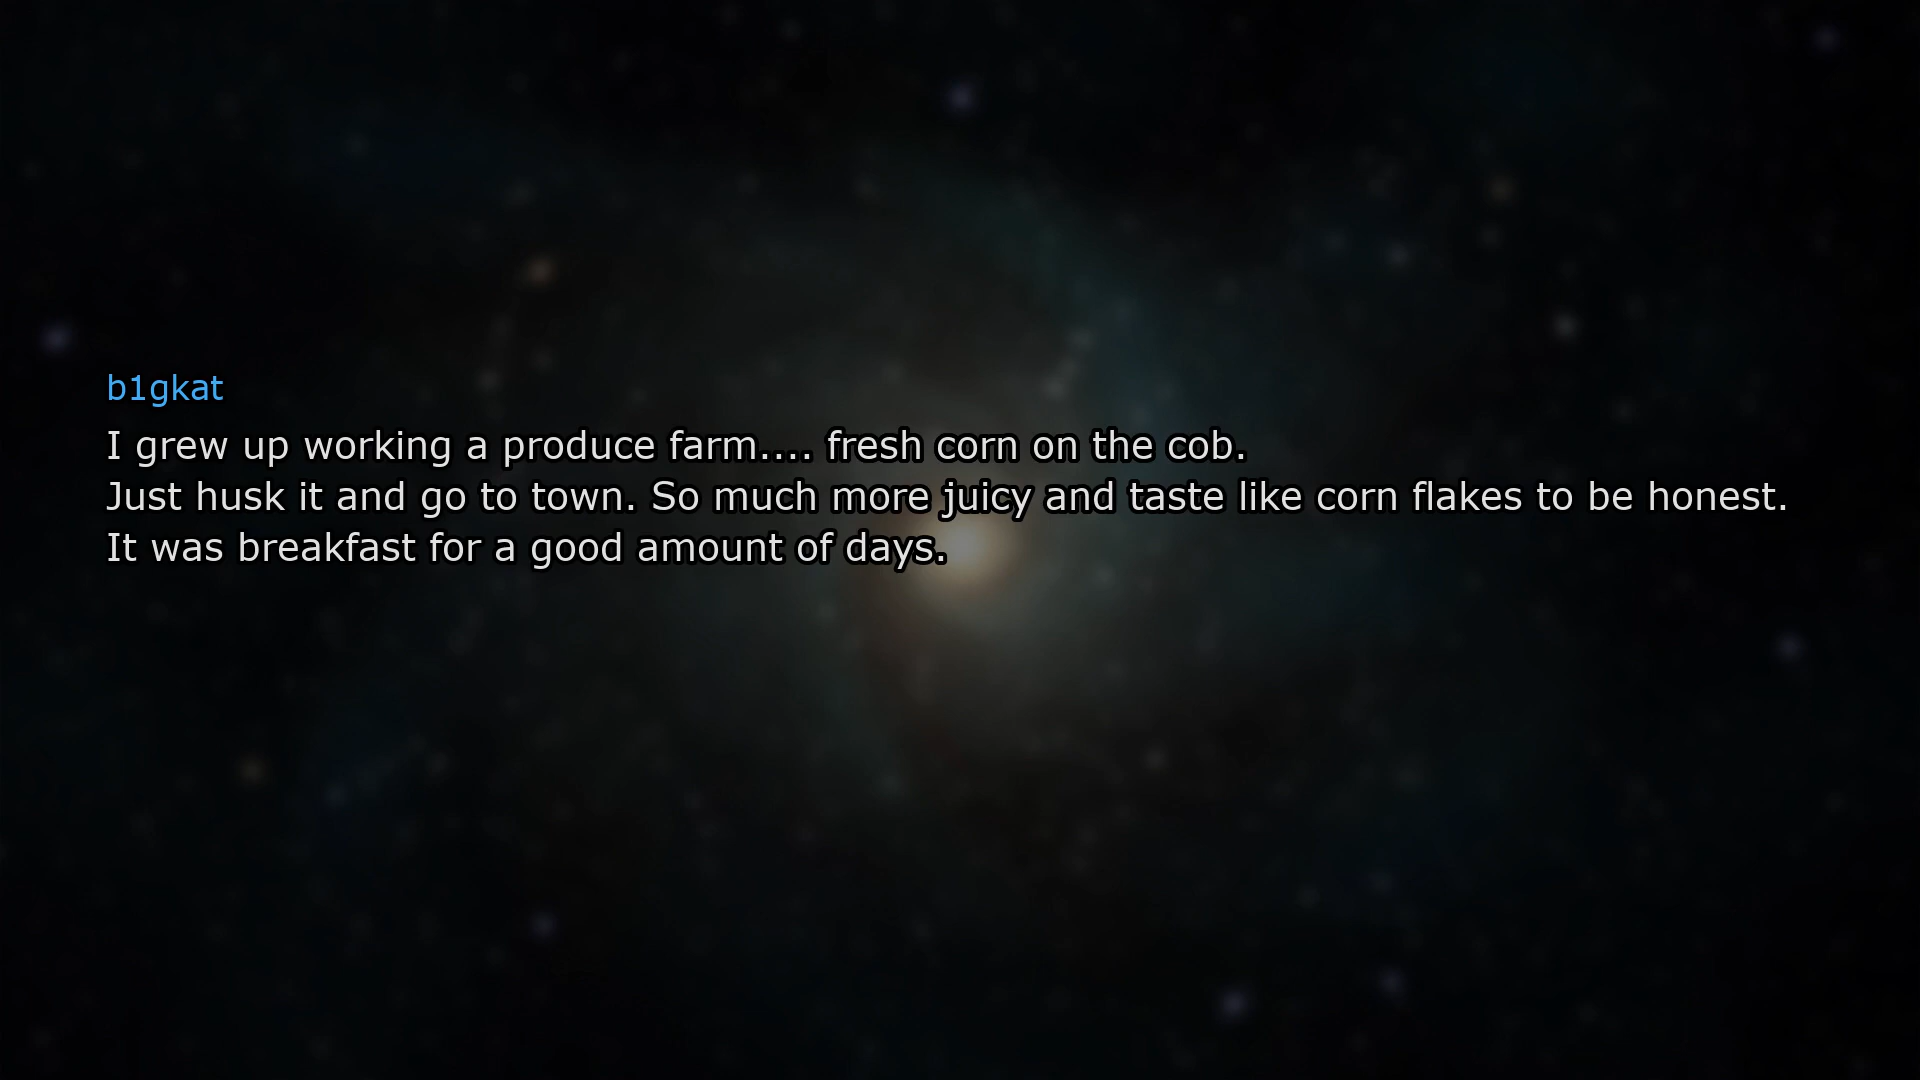 b1gkat
I grew up working a produce farm.... fresh corn on the cob.
Just husk it and go to town. So much more juicy and taste like corn flakes to be honest.
It was breakfast for a good amount of days.